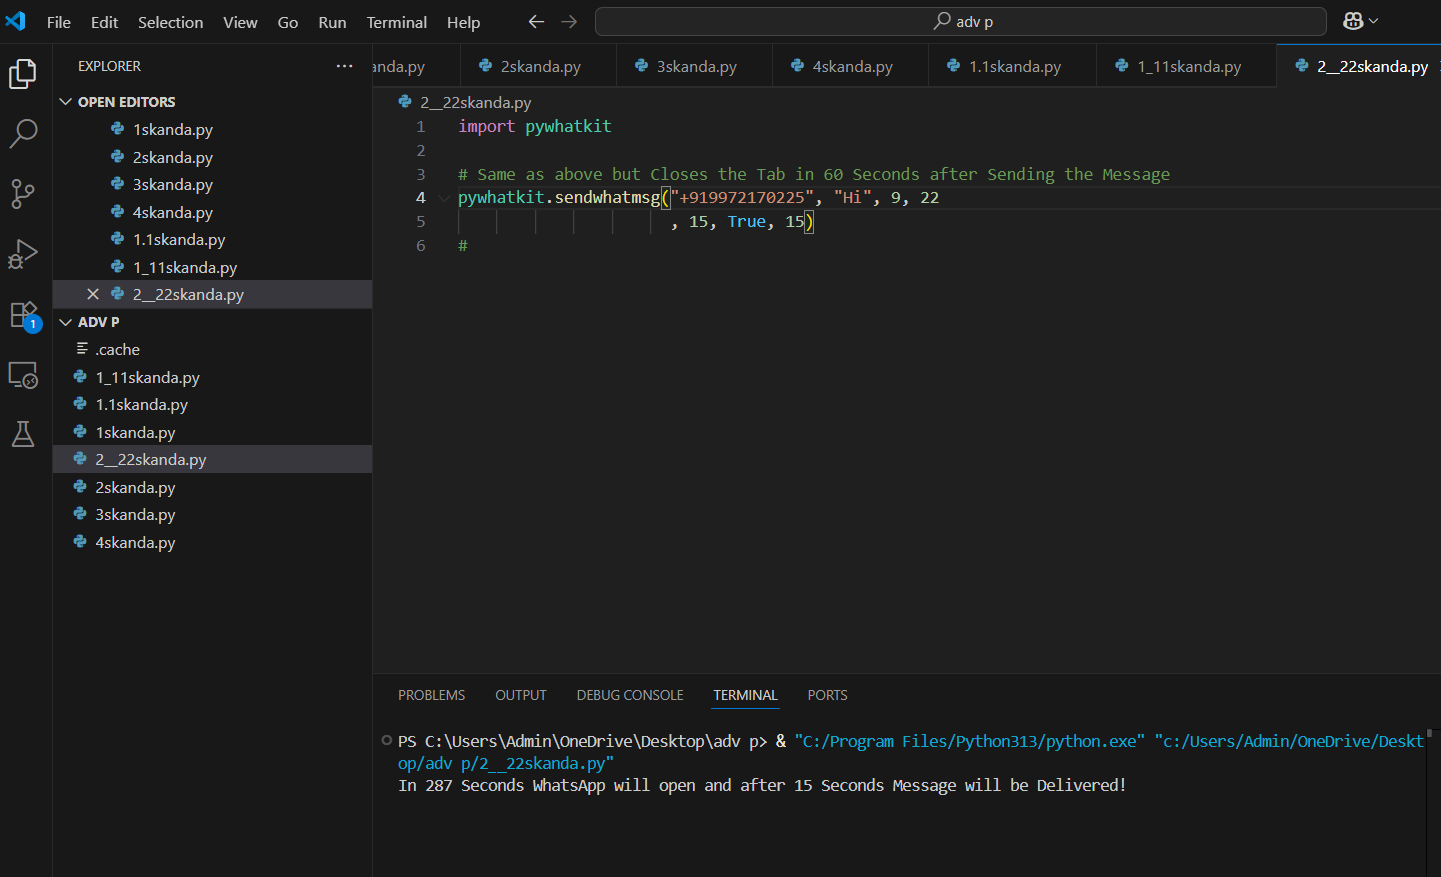 File Edit Selection View Go Run Terminal Help
adv p
EXPLORER
OPEN EDITORS
1skanda.py
2skanda.py
3skanda.py
4skanda.py
1.1skanda.py
1_11skanda.py
2__22skanda.py
ADV P
.cache
1_11skanda.py
1.1skanda.py
1skanda.py
2__22skanda.py
2skanda.py
3skanda.py
4skanda.py
1
anda.py 2skanda.py 3skanda.py 4skanda.py 1.1skanda.py 1_11skanda.py 2__22skanda.py
2__22skanda.py
1 import pywhatkit
2
3 # Same as above but Closes the Tab in 60 Seconds after Sending the Message
4 pywhatkit.sendwhatmsg("+919972170225", "Hi", 9, 22
5 , 15, True, 15)
6 #
PROBLEMS OUTPUT DEBUG CONSOLE TERMINAL PORTS
PS C:\Users\Admin\OneDrive\Desktop\adv p> & "C:/Program Files/Python313/python.exe" "c:/Users/Admin/OneDrive/Deskt
op/adv p/2__22skanda.py"
In 287 Seconds WhatsApp will open and after 15 Seconds Message will be Delivered!